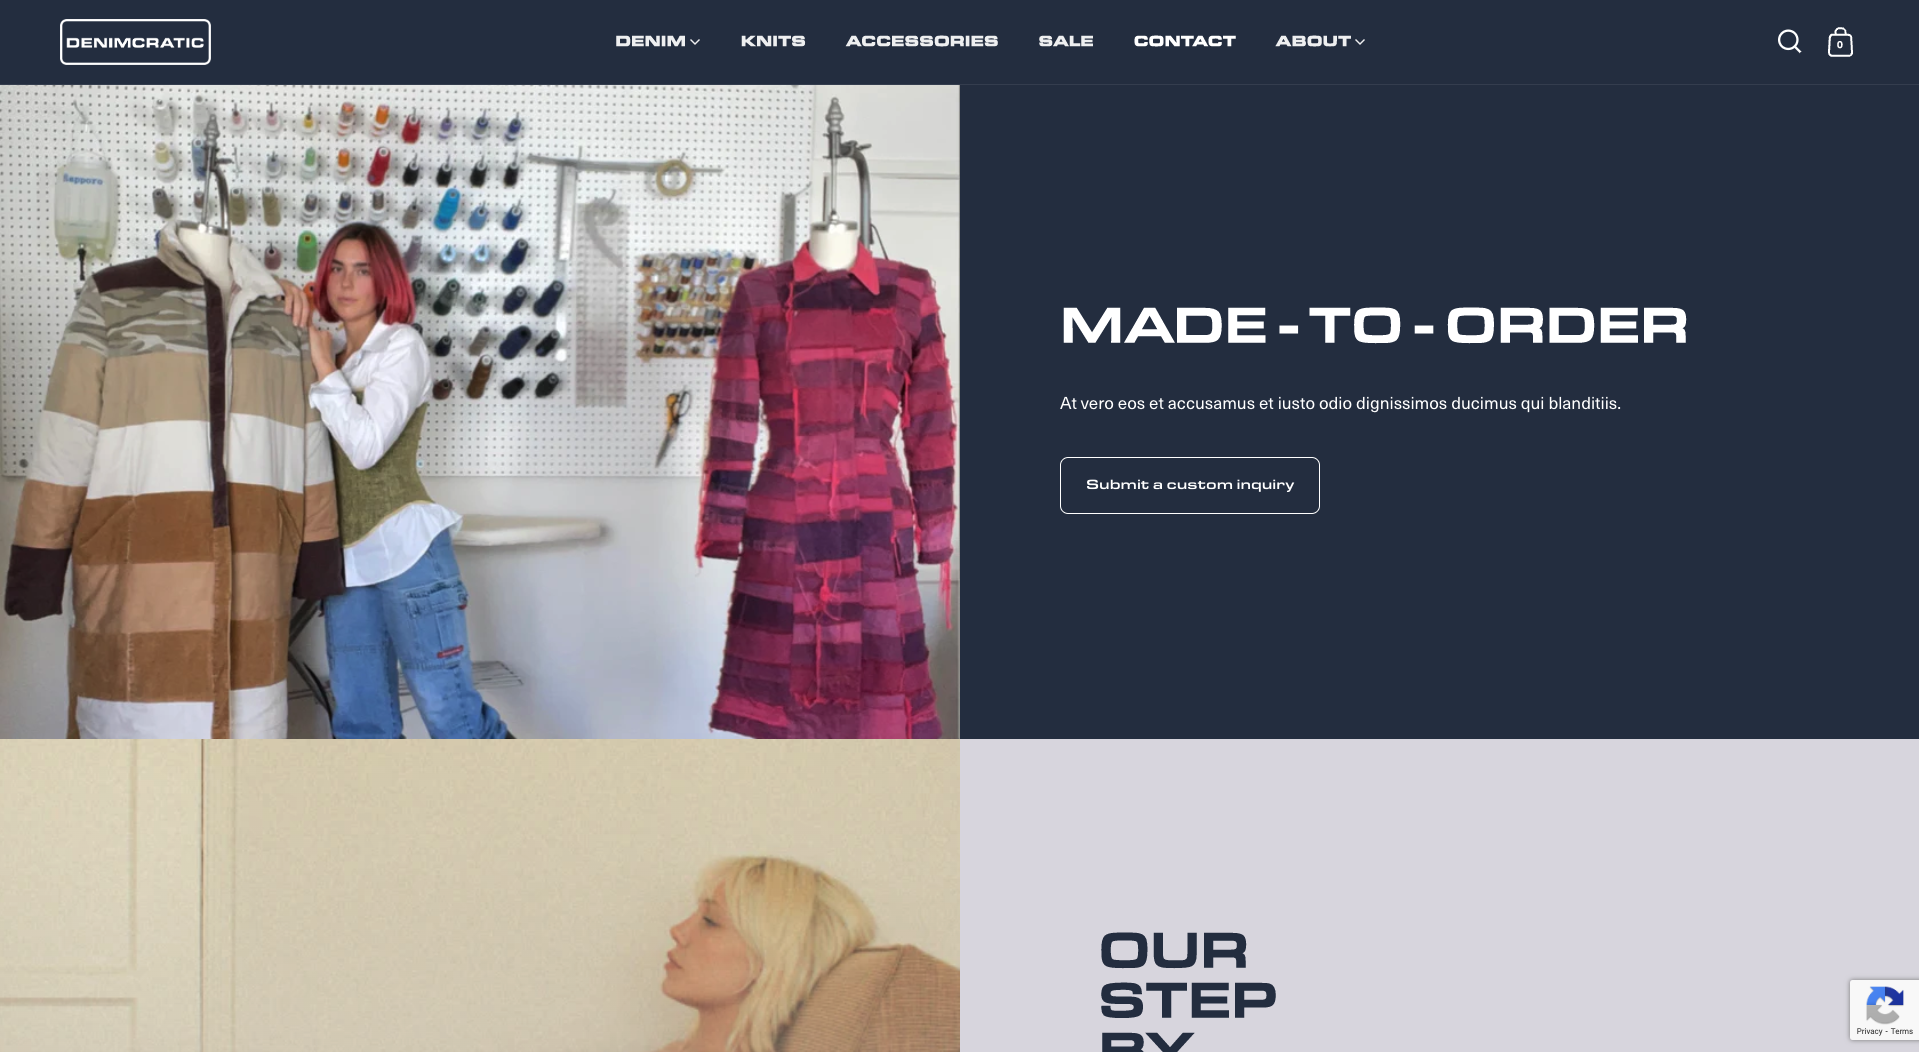 DENIMCRATIC
DENIM
KNITS
ACCESSORIES
SALE
CONTACT
ABOUT
0
Sapporo
MADE - TO - ORDER
At vero eos et accusamus et iusto odio dignissimos ducimus qui blanditiis.
Submit a custom inquiry
OUR
STEP
BY
Privacy - Terms